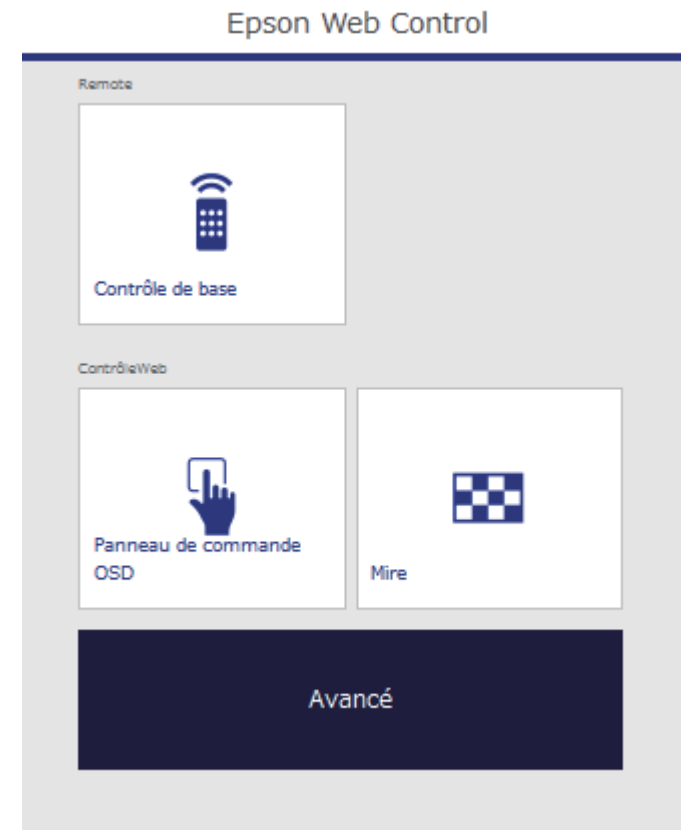 Epson Web Control
Remote
Contrôle de base
ContrôleWeb
Panneau de commande
OSD
Mire
Avancé